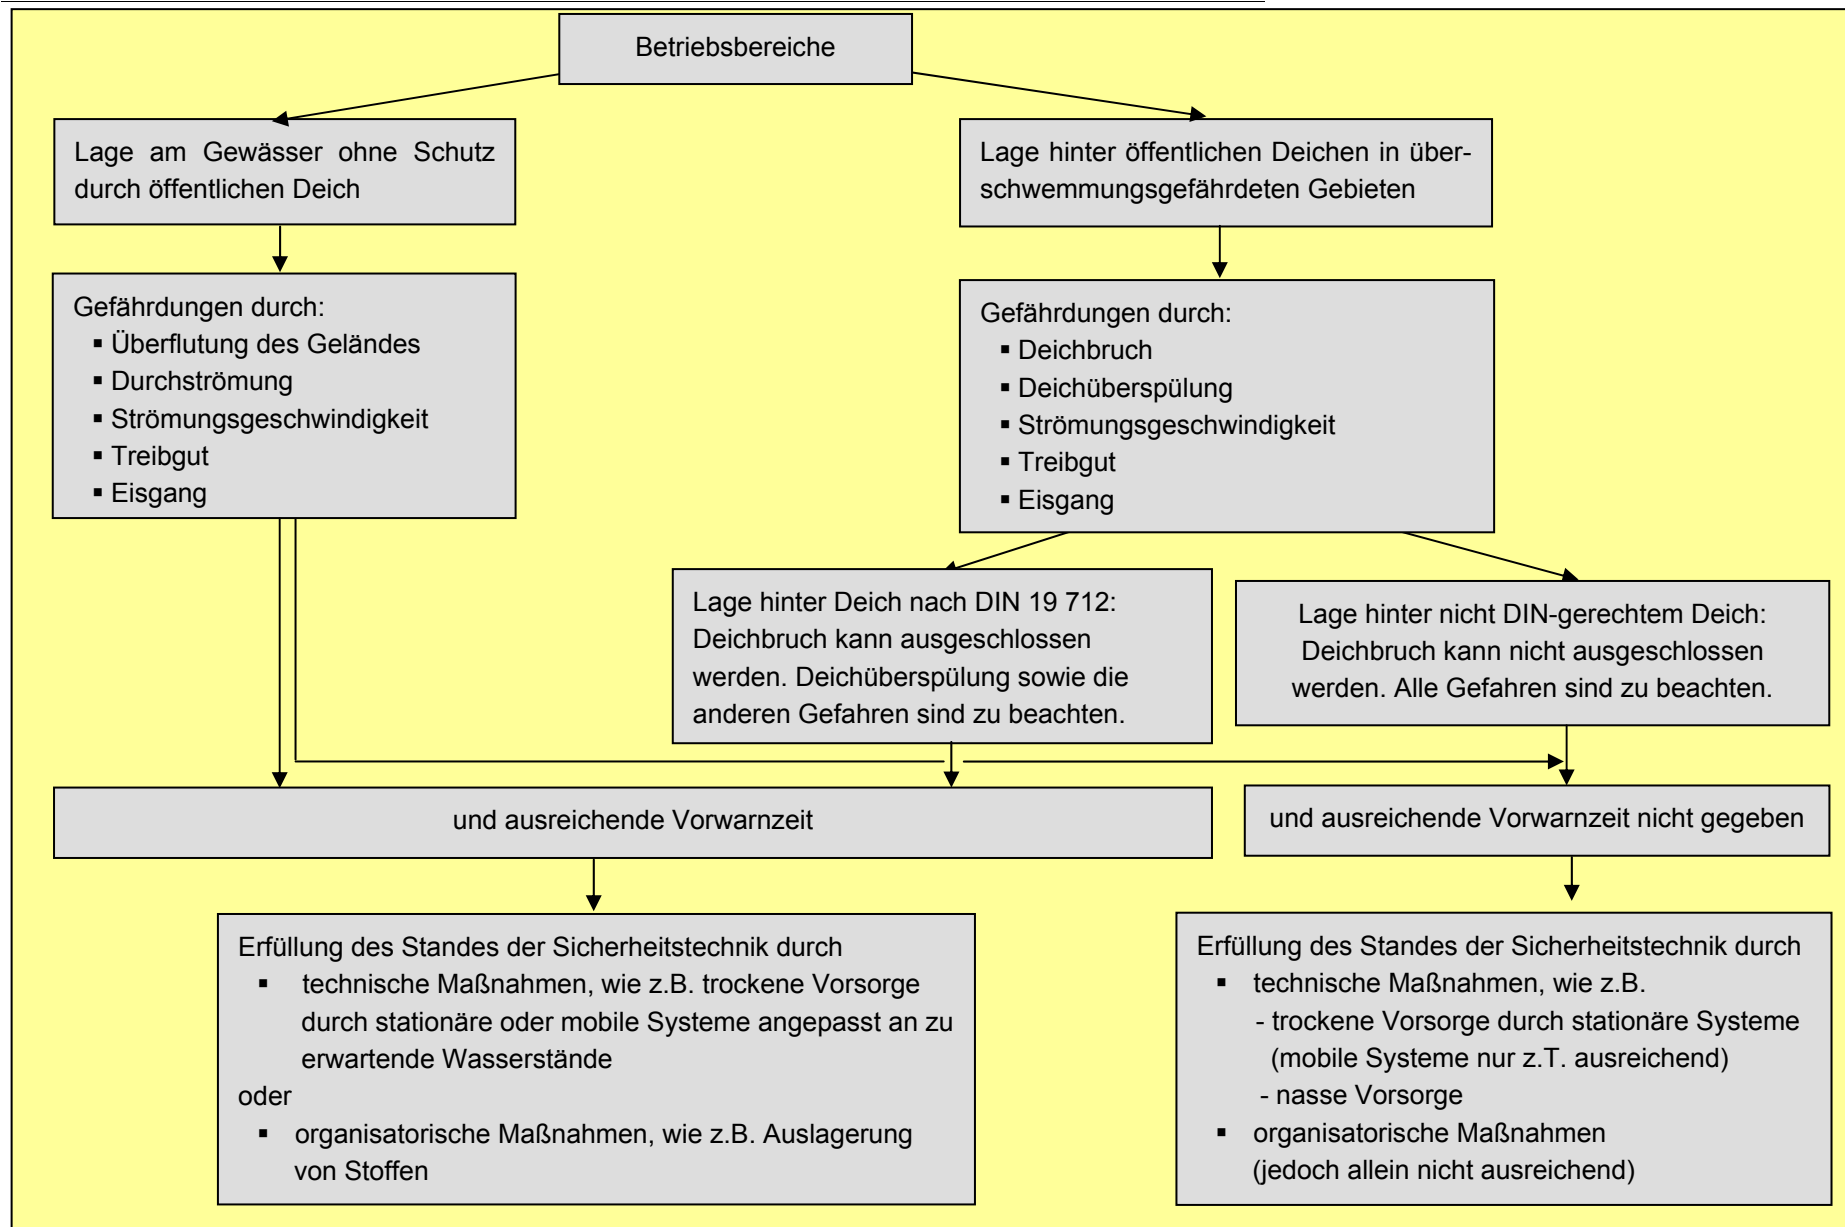 Betriebsbereiche
Lage am Gewässer ohne Schutz
durch öffentlichen Deich
Lage hinter öffentlichen Deichen in über-
schwemmungsgefährdeten Gebieten
Gefährdungen durch:
▪ Überflutung des Geländes
▪ Durchströmung
▪ Strömungsgeschwindigkeit
▪ Treibgut
▪ Eisgang
Gefährdungen durch:
▪ Deichbruch
▪ Deichüberspülung
▪ Strömungsgeschwindigkeit
▪ Treibgut
▪ Eisgang
Lage hinter Deich nach DIN 19 712:
Deichbruch kann ausgeschlossen
werden. Deichüberspülung sowie die
anderen Gefahren sind zu beachten.
Lage hinter nicht DIN-gerechtem Deich:
Deichbruch kann nicht ausgeschlossen
werden. Alle Gefahren sind zu beachten.
und ausreichende Vorwarnzeit
und ausreichende Vorwarnzeit nicht gegeben
Erfüllung des Standes der Sicherheitstechnik durch
▪ technische Maßnahmen, wie z.B. trockene Vorsorge
durch stationäre oder mobile Systeme angepasst an zu
erwartende Wasserstände
oder
▪ organisatorische Maßnahmen, wie z.B. Auslagerung
von Stoffen
Erfüllung des Standes der Sicherheitstechnik durch
▪ technische Maßnahmen, wie z.B.
- trockene Vorsorge durch stationäre Systeme
(mobile Systeme nur z.T. ausreichend)
- nasse Vorsorge
▪ organisatorische Maßnahmen
(jedoch allein nicht ausreichend)